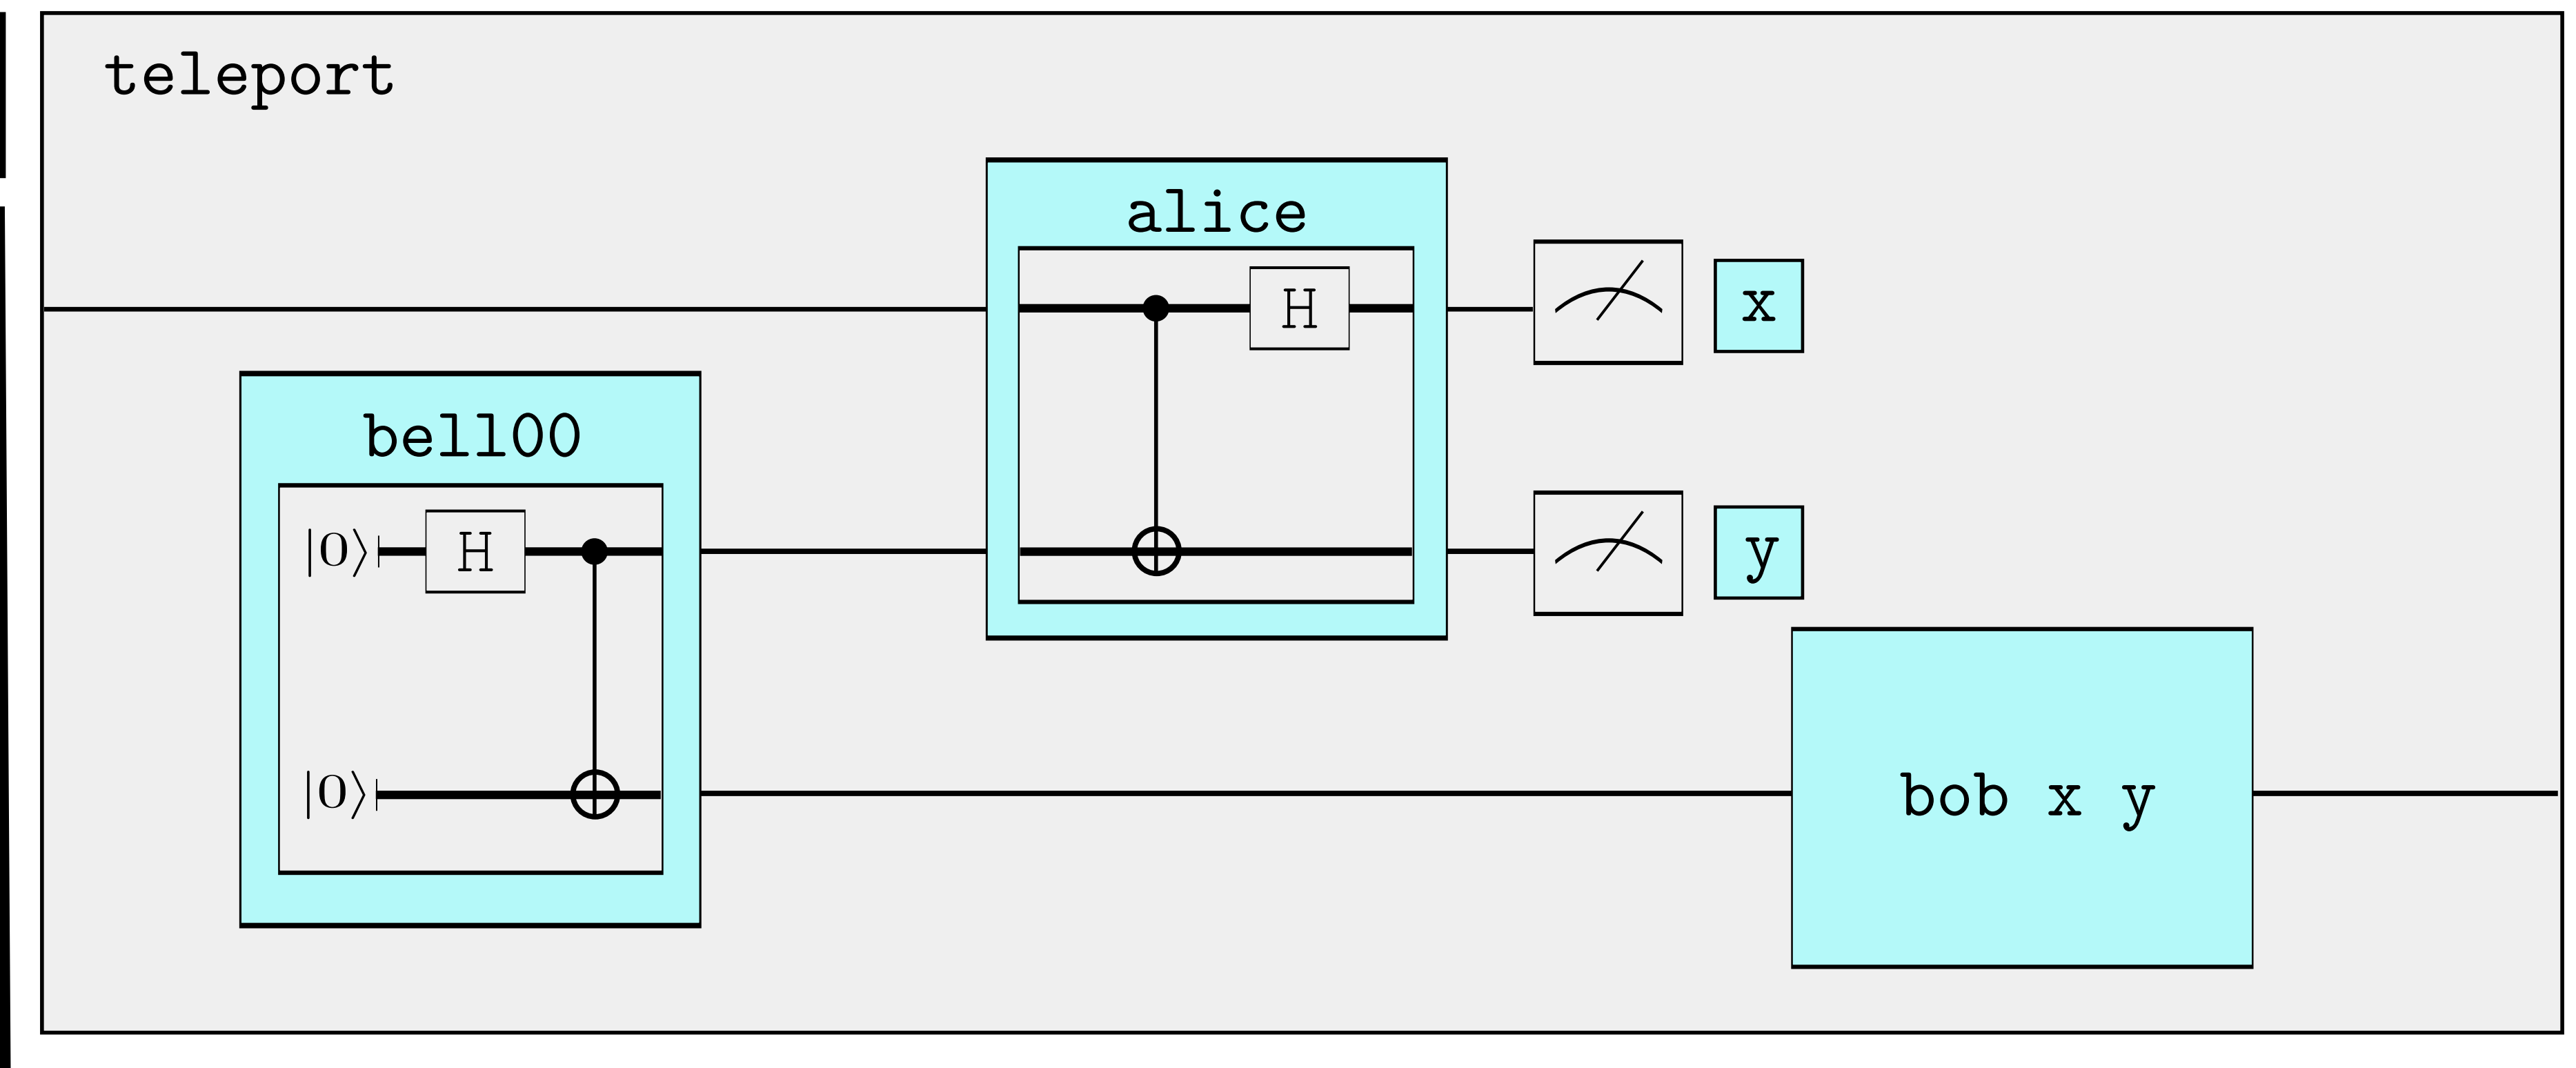 teleport
alice
H
x
bell00
|0⟩ H
y
|0⟩
bob x y